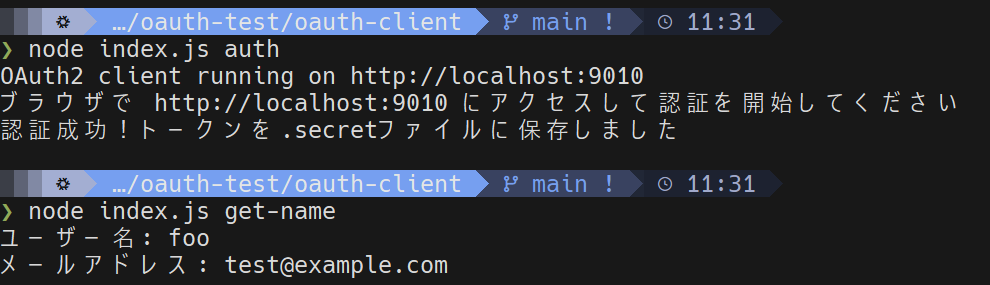 …/oauth-test/oauth-client main ! 11:31
❯ node index.js auth
OAuth2 client running on http://localhost:9010
ブラウザで http://localhost:9010 にアクセスして認証を開始してください
認証成功！トークンを.secretファイルに保存しました
…/oauth-test/oauth-client main ! 11:31
❯ node index.js get-name
ユーザー名: foo
メールアドレス: test@example.com